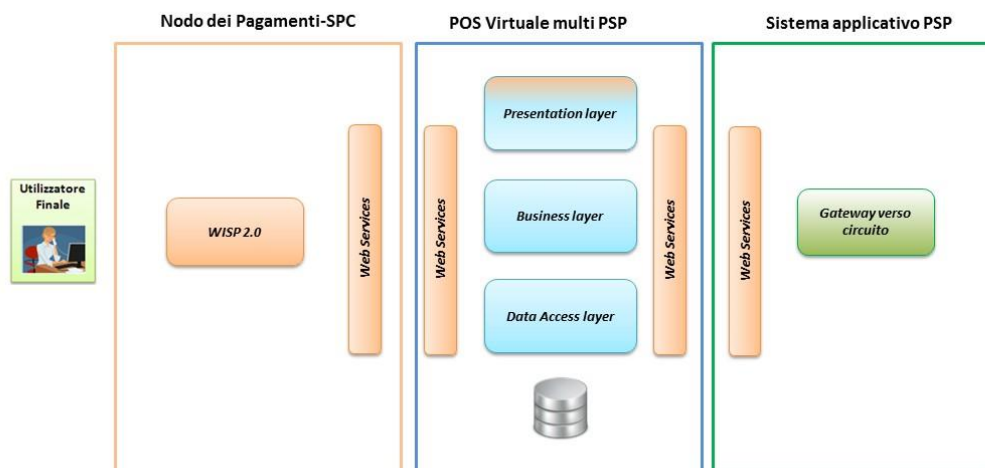 Nodo dei Pagamenti-SPC
POS Virtuale multi PSP
Sistema applicativo PSP
Utilizzatore
Finale
WISP 2.0
Web Services
Web Services
Presentation layer
Business layer
Data Access layer
Web Services
Web Services
Gateway verso
circuito